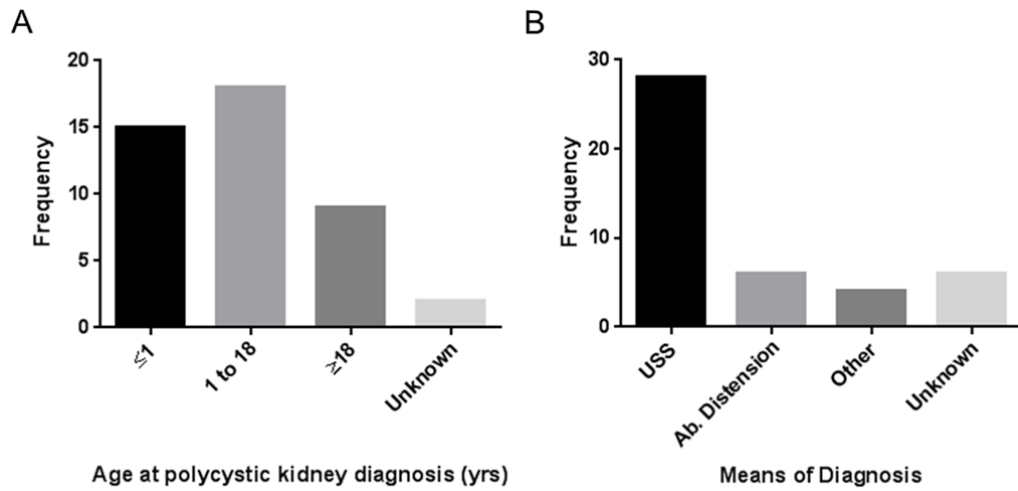 A
20
15
10
5
0
Frequency
≤1
1 to 18
≥18
Unknown
Age at polycystic kidney diagnosis (yrs)
B
30
20
10
0
Frequency
USS
Ab. Distension
Other
Unknown
Means of Diagnosis